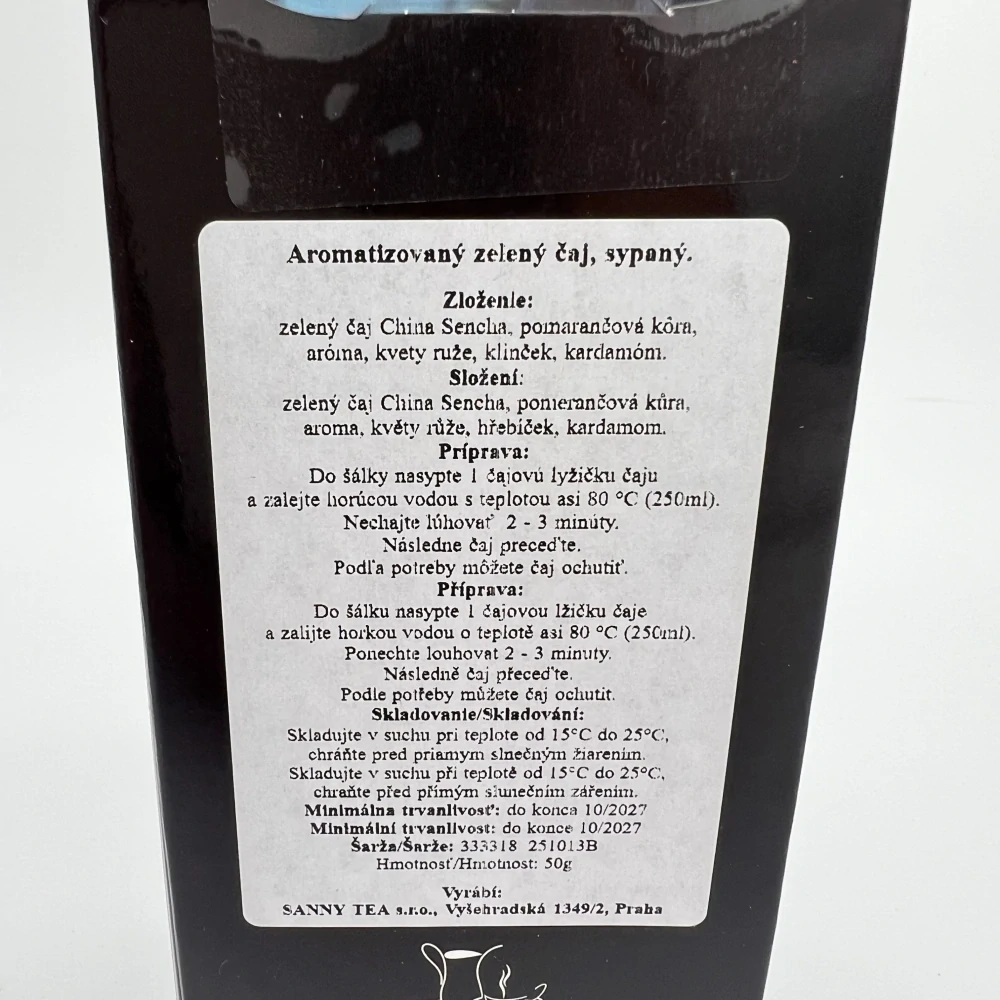 Aromatizovaný zelený čaj, sypaný.
Zloženie:
zelený čaj China Sencha, pomarančová kôra,
aróma, kvety ruže, klinček, kardamóm.
Složení:
zelený čaj China Sencha, pomerančová kůra,
aroma, květy růže, hřebíček, kardamom.
Príprava:
Do šálky nasypte 1 čajovú lyžičku čaju
a zalejte horúcou vodou s teplotou asi 80 °C (250ml).
Nechajte lúhovať 2 - 3 minúty.
Následne čaj preceďte.
Podľa potreby môžete čaj ochutiť.
Příprava:
Do šálku nasypte 1 čajovou lžičku čaje
a zalijte horkou vodou o teplotě asi 80 °C (250ml).
Ponechte louhovat 2 - 3 minuty.
Následně čaj přeceďte.
Podle potřeby můžete čaj ochutit.
Skladovanie/Skladování:
Skladujte v suchu pri teplote od 15°C do 25°C,
chráňte pred priamym slnečným žiarením.
Skladujte v suchu při teplotě od 15°C do 25°C,
chraňte před přímým slunečním zářením.
Minimálna trvanlivosť: do konca 10/2027
Minimální trvanlivost: do konce 10/2027
Šarža/Šarže: 333318 251013B
Hmotnosť/Hmotnost: 50g
Vyrábí:
SANNY TEA s.r.o., Vyšehradská 1349/2, Praha